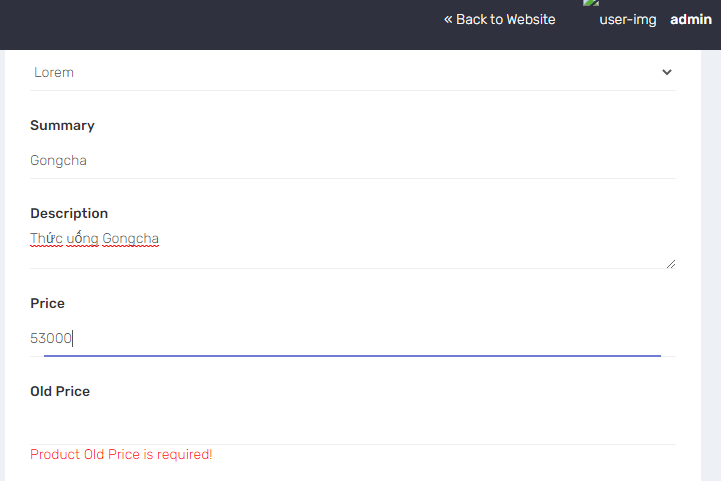 « Back to Website user-img admin
Lorem
Summary
Gongcha
Description
Thức uống Gongcha
Price
53000
Old Price
Product Old Price is required!